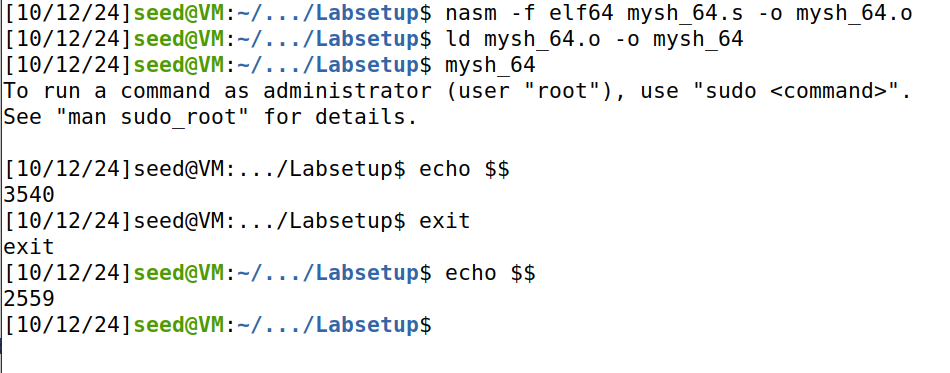 [10/12/24]seed@VM:~/.../Labsetup$ nasm -f elf64 mysh_64.s -o mysh_64.o
[10/12/24]seed@VM:~/.../Labsetup$ ld mysh_64.o -o mysh_64
[10/12/24]seed@VM:~/.../Labsetup$ mysh_64
To run a command as administrator (user "root"), use "sudo <command>".
See "man sudo_root" for details.
[10/12/24]seed@VM:.../Labsetup$ echo $$
3540
[10/12/24]seed@VM:.../Labsetup$ exit
exit
[10/12/24]seed@VM:~/.../Labsetup$ echo $$
2559
[10/12/24]seed@VM:~/.../Labsetup$